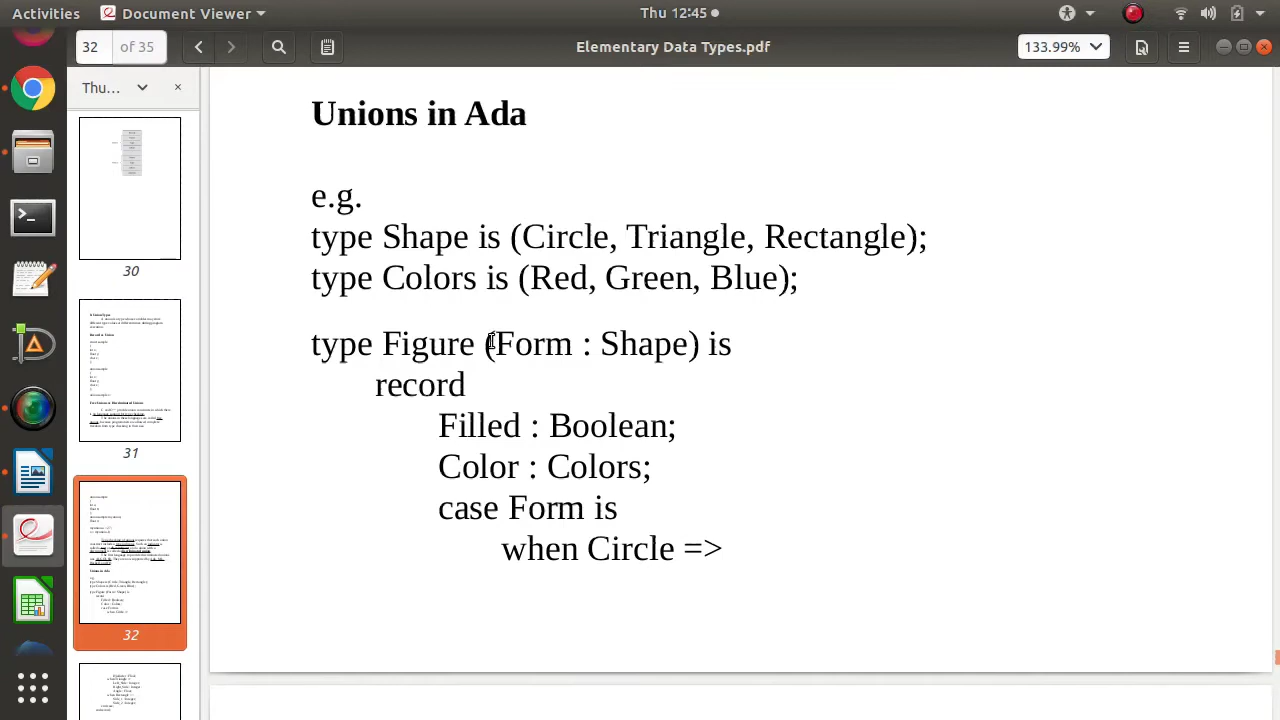 Activities
Document Viewer
Thu 12:45
32
of 35
Elementary Data Types.pdf
133.99%
Thu...
30
31
32
Unions in Ada
e.g.
type Shape is (Circle, Triangle, Rectangle);
type Colors is (Red, Green, Blue);
type Figure (Form : Shape) is
record
Filled : Boolean;
Color : Colors;
case Form is
when Circle =>